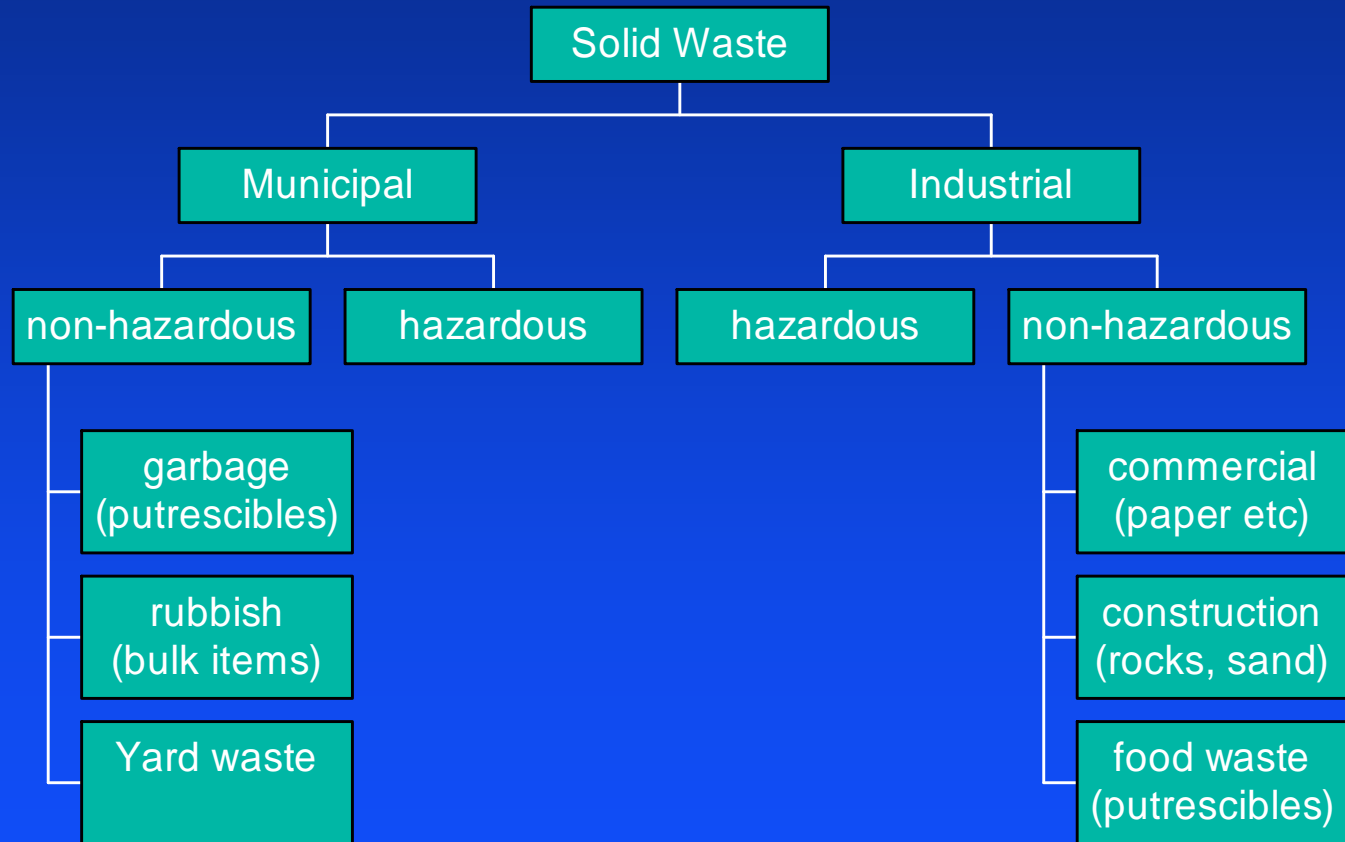 Solid Waste
Municipal
Industrial
non-hazardous
hazardous
hazardous
non-hazardous
garbage
(putrescibles)
rubbish
(bulk items)
Yard waste
commercial
(paper etc)
construction
(rocks, sand)
food waste
(putrescibles)